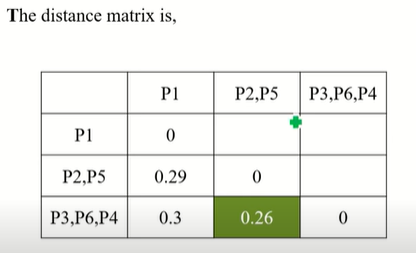 The distance matrix is,
P1 P2,P5 P3,P6,P4
P1 0
P2,P5 0.29 0
P3,P6,P4 0.3 0.26 0